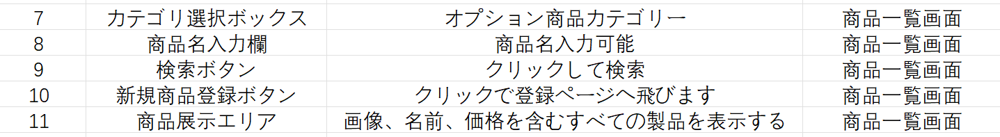 7 カテゴリ選択ボックス オプション商品カテゴリー 商品一覧画面
8 商品名入力欄 商品名入力可能 商品一覧画面
9 検索ボタン クリックして検索 商品一覧画面
10 新規商品登録ボタン クリックで登録ページへ飛びます 商品一覧画面
11 商品展示エリア 画像、名前、価格を含むすべての製品を表示する 商品一覧画面